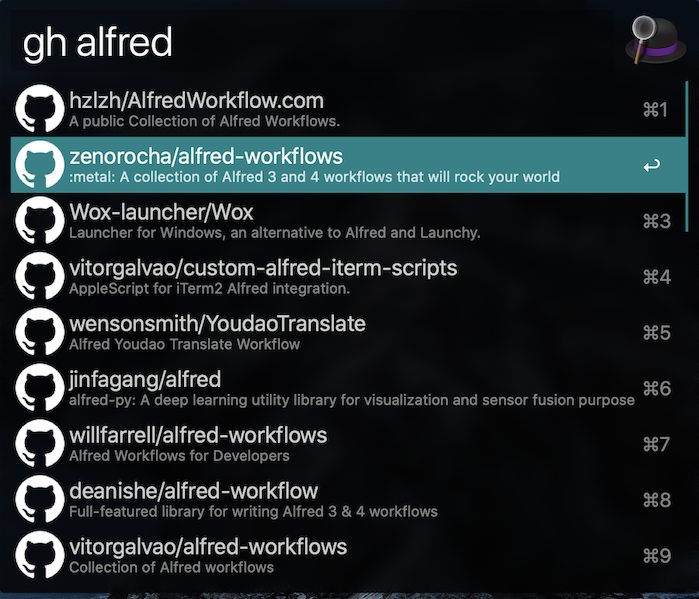 gh alfred
hzlzh/AlfredWorkflow.com
A public Collection of Alfred Workflows.
⌘1
zenorocha/alfred-workflows
:metal: A collection of Alfred 3 and 4 workflows that will rock your world
↩
Wox-launcher/Wox
Launcher for Windows, an alternative to Alfred and Launchy.
⌘3
vitorgalvao/custom-alfred-iterm-scripts
AppleScript for iTerm2 Alfred integration.
⌘4
wensonsmith/YoudaoTranslate
Alfred Youdao Translate Workflow
⌘5
jinfagang/alfred
alfred-py: A deep learning utility library for visualization and sensor fusion purpose
⌘6
willfarrell/alfred-workflows
Alfred Workflows for Developers
⌘7
deanishe/alfred-workflow
Full-featured library for writing Alfred 3 & 4 workflows
⌘8
vitorgalvao/alfred-workflows
Collection of Alfred workflows
⌘9